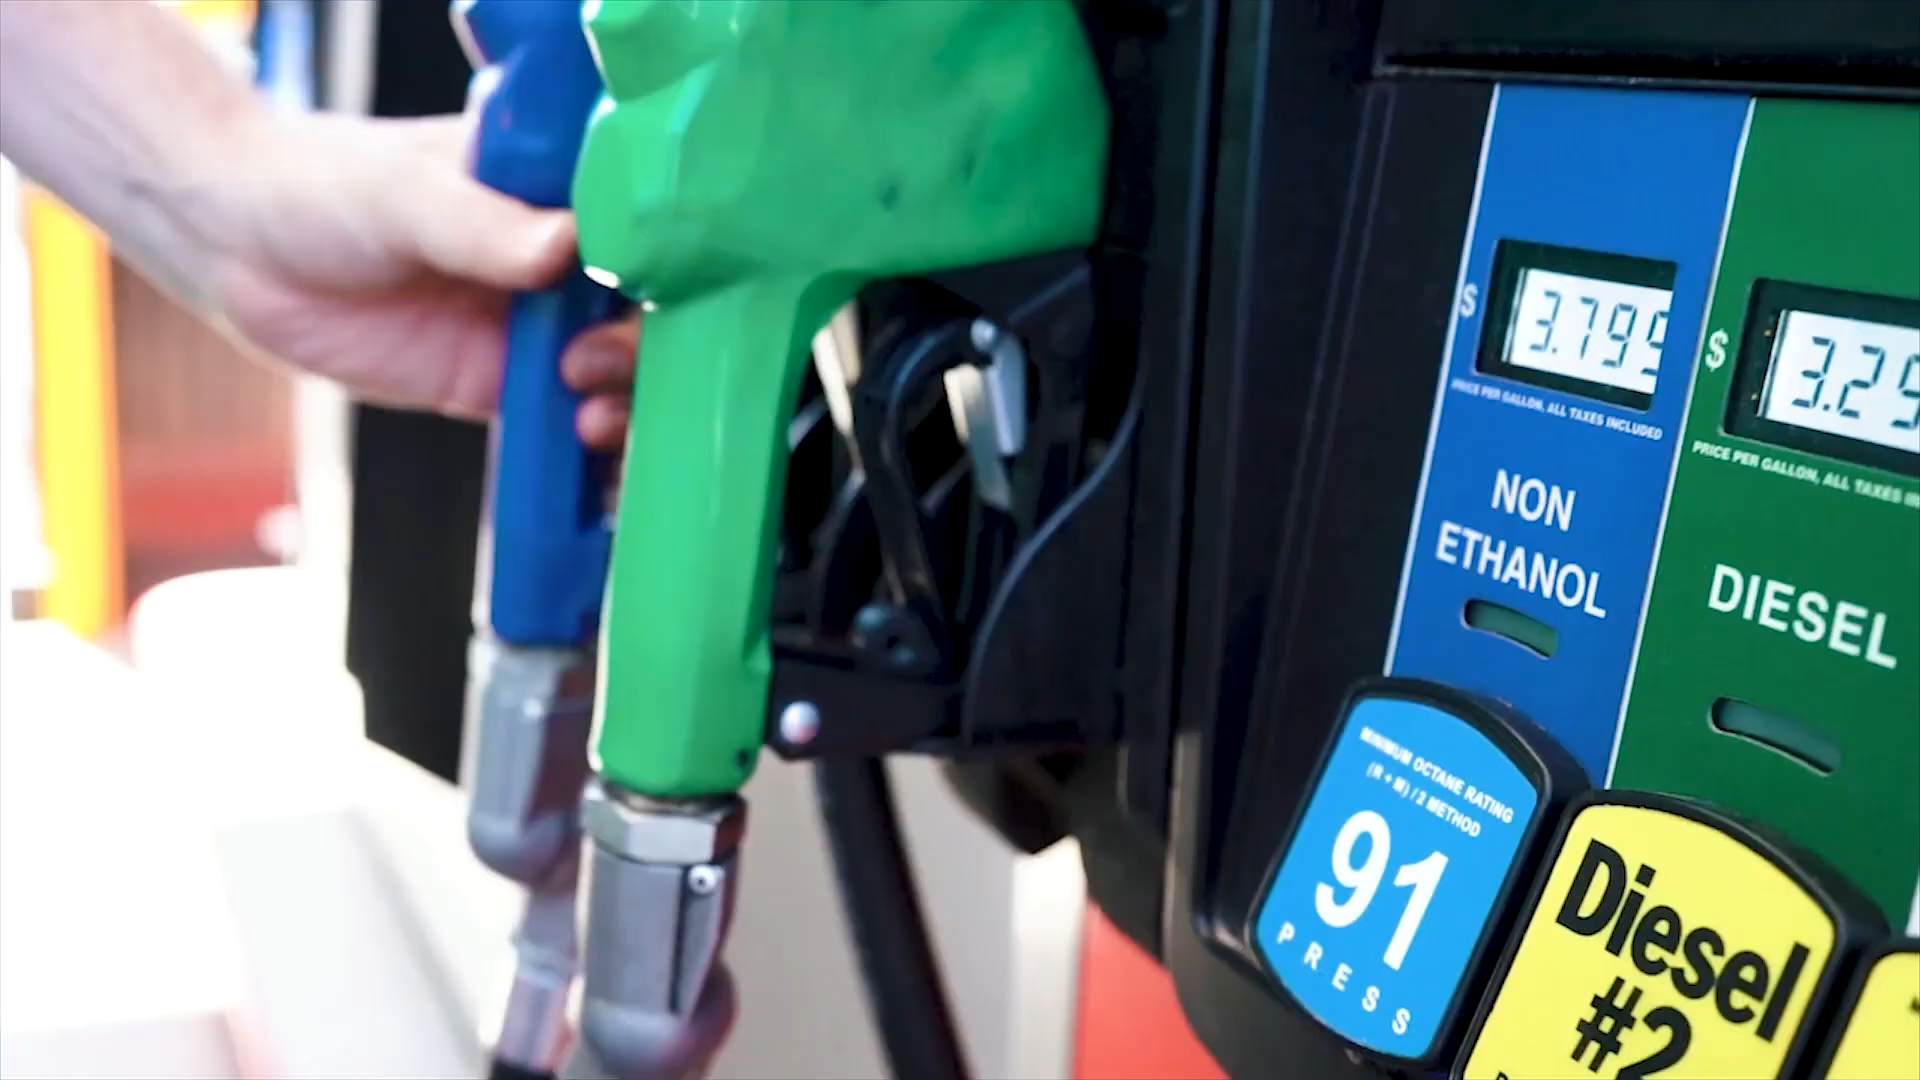 $ 3.799
PRICE PER GALLON, ALL TAXES INCLUDED
NON
ETHANOL
MINIMUM OCTANE RATING
(R + M) / 2 METHOD
91
PRESS
$ 3.29
PRICE PER GALLON, ALL TAXES IN
DIESEL
Diesel
#2